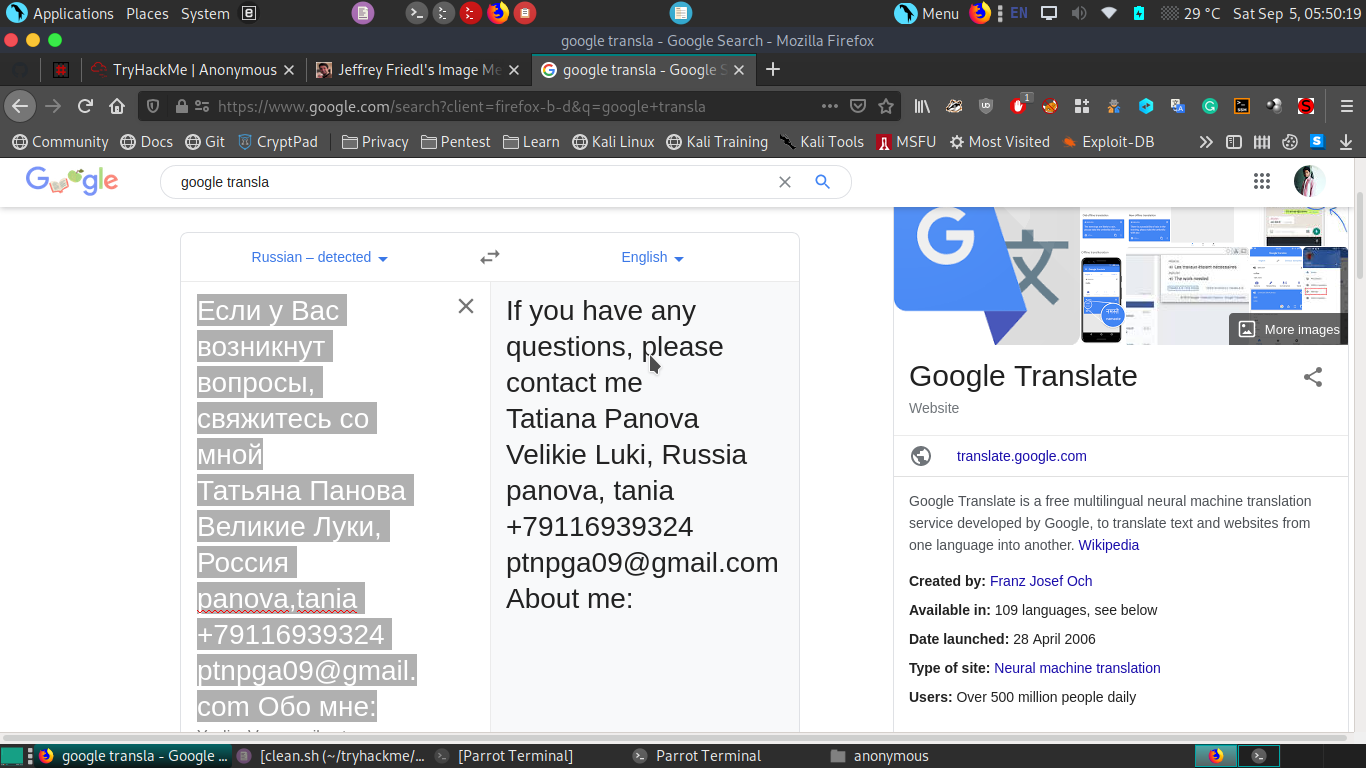 Applications Places System
Menu EN 29 °C Sat Sep 5, 05:50:19
google transla - Google Search - Mozilla Firefox
TryHackMe | Anonymous
Jeffrey Friedl's Image Me
google transla - Google S
https://www.google.com/search?client=firefox-b-d&q=google+transla
1
Community Docs Git CryptPad Privacy Pentest Learn Kali Linux Kali Training Kali Tools MSFU Most Visited Exploit-DB
google transla
Russian – detected
English
Если у Вас
возникнут
вопросы,
свяжитесь со
мной
Татьяна Панова
Великие Луки,
Россия
panova,tania
+79116939324
ptnpga09@gmail.
com Обо мне:
If you have any
questions, please
contact me
Tatiana Panova
Velikie Luki, Russia
panova, tania
+79116939324
ptnpga09@gmail.com
About me:
More images
Google Translate
Website
translate.google.com
Google Translate is a free multilingual neural machine translation
service developed by Google, to translate text and websites from
one language into another. Wikipedia
Created by: Franz Josef Och
Available in: 109 languages, see below
Date launched: 28 April 2006
Type of site: Neural machine translation
Users: Over 500 million people daily
google translate - Google ...
[clean.sh (~/tryhackme/...
[Parrot Terminal]
Parrot Terminal
anonymous